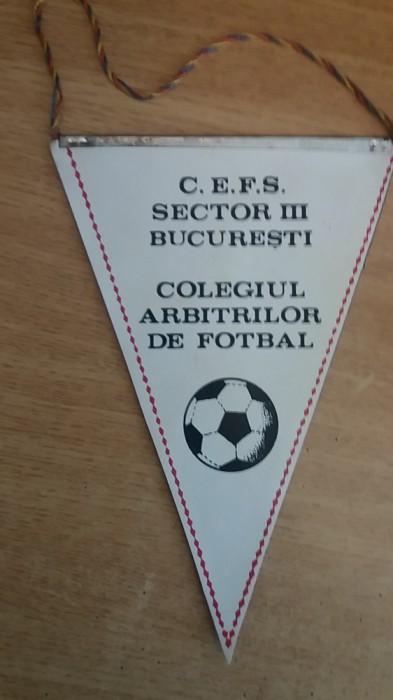 C. E.F.S.
SECTOR III
BUCUREȘTI
COLEGIUL
ARBITRILOR
DE FOTBAL